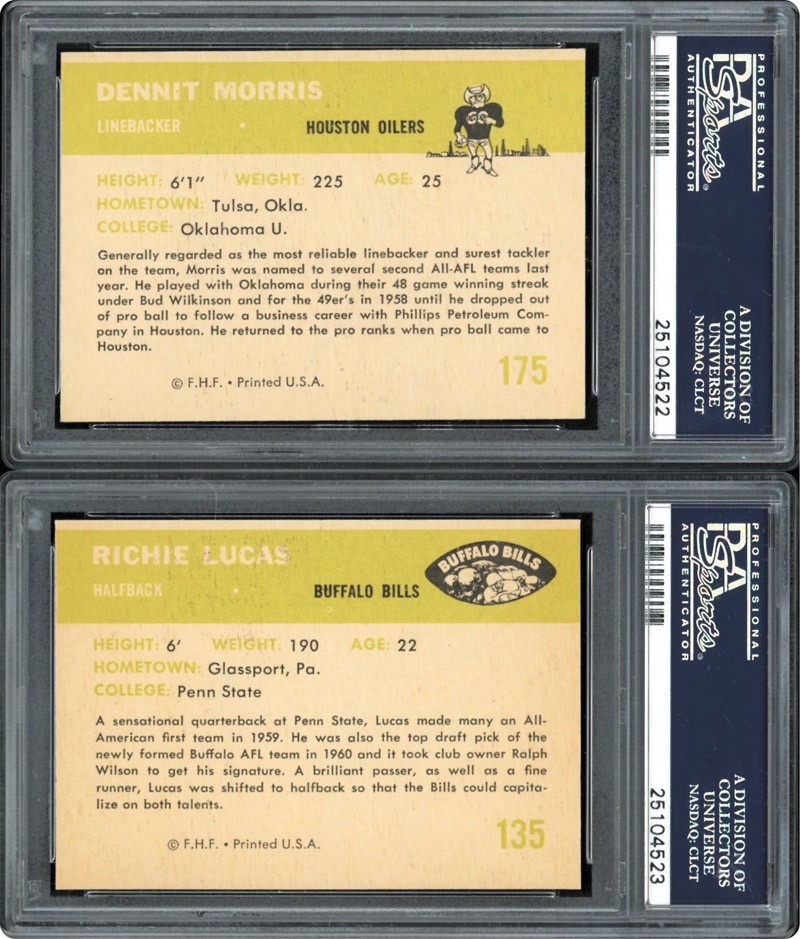 DENNIT MORRIS
LINEBACKER • HOUSTON OILERS
HEIGHT: 6'1" WEIGHT: 225 AGE: 25
HOMETOWN: Tulsa, Okla.
COLLEGE: Oklahoma U.
Generally regarded as the most reliable linebacker and surest tackler
on the team, Morris was named to several second All-AFL teams last
year. He played with Oklahoma during their 48 game winning streak
under Bud Wilkinson and for the 49er's in 1958 until he dropped out
of pro ball to follow a business career with Phillips Petroleum Com-
pany in Houston. He returned to the pro ranks when pro ball came to
Houston.
© F.H.F. • Printed U.S.A.
175
PROFESSIONAL
PSA
Sports®
AUTHENTICATOR
A DIVISION OF
COLLECTORS
UNIVERSE
NASDAQ: CLCT
25104522
RICHIE LUCAS
HALFBACK • BUFFALO BILLS
BUFFALO BILLS
HEIGHT: 6' WEIGHT: 190 AGE: 22
HOMETOWN: Glassport, Pa.
COLLEGE: Penn State
A sensational quarterback at Penn State, Lucas made many an All-
American first team in 1959. He was also the top draft pick of the
newly formed Buffalo AFL team in 1960 and it took club owner Ralph
Wilson to get his signature. A brilliant passer, as well as a fine
runner, Lucas was shifted to halfback so that the Bills could capita-
lize on both talents.
© F.H.F. • Printed U.S.A.
135
PROFESSIONAL
PSA
Sports®
AUTHENTICATOR
A DIVISION OF
COLLECTORS
UNIVERSE
NASDAQ: CLCT
25104523